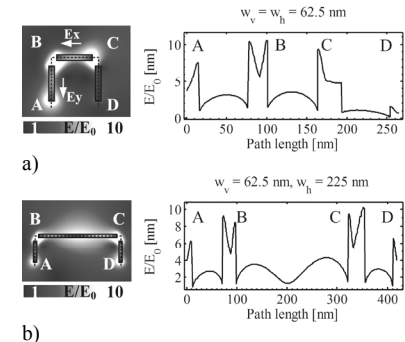 B Ex C
A Ey D
1 E/E0 10
a)
wv = wh = 62.5 nm
E/E0 [nm]
10
5
0
A B C D
0 50 100 150 200 250
Path length [nm]
B C
A D
1 E/E0 10
b)
wv = 62.5 nm, wh = 225 nm
E/E0 [nm]
10
8
6
4
2
A B C D
0 100 200 300 400
Path length [nm]